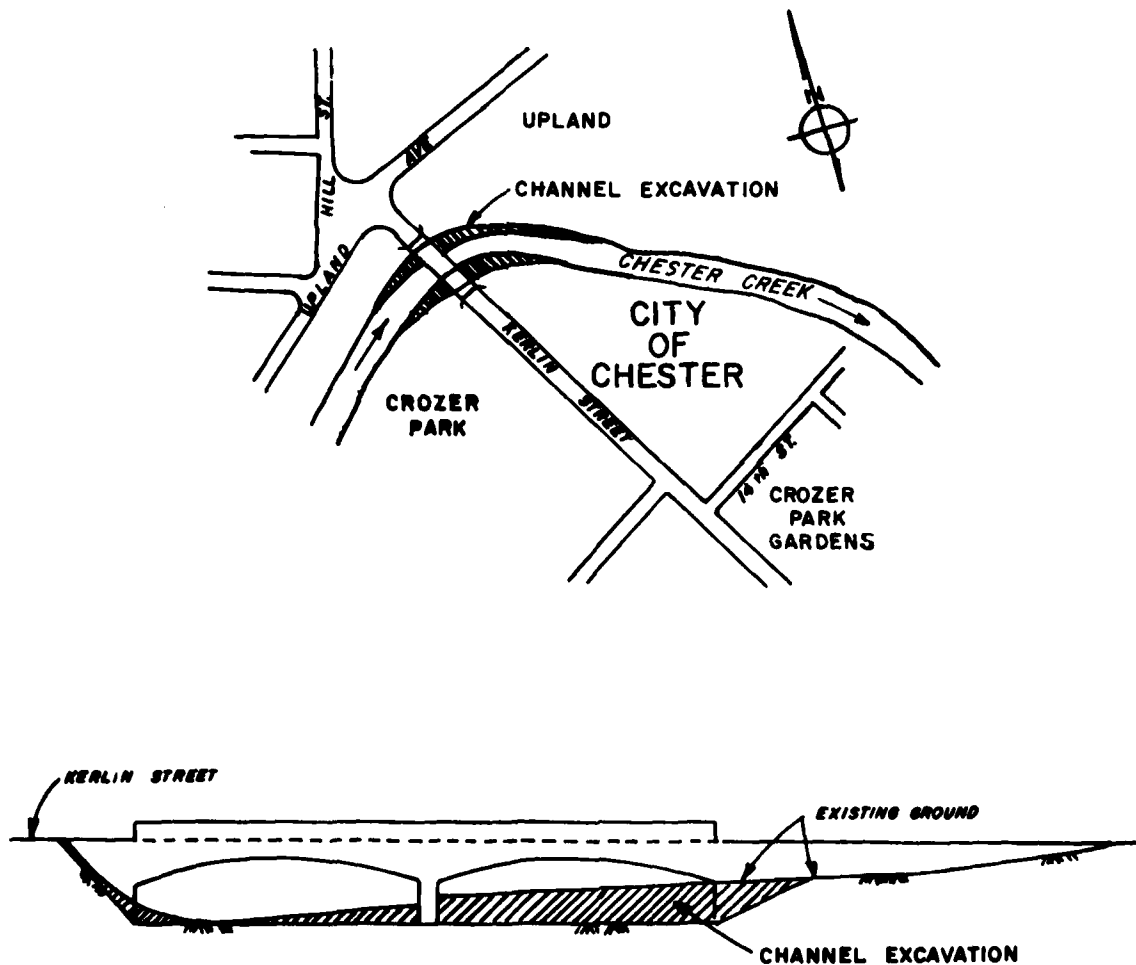 N
UPLAND
HILL ST.
UPLAND AVE
CHANNEL EXCAVATION
CHESTER CREEK
CITY
OF
CHESTER
KERLIN STREET
CROZER
PARK
14TH ST.
CROZER
PARK
GARDENS
KERLIN STREET
EXISTING GROUND
CHANNEL EXCAVATION